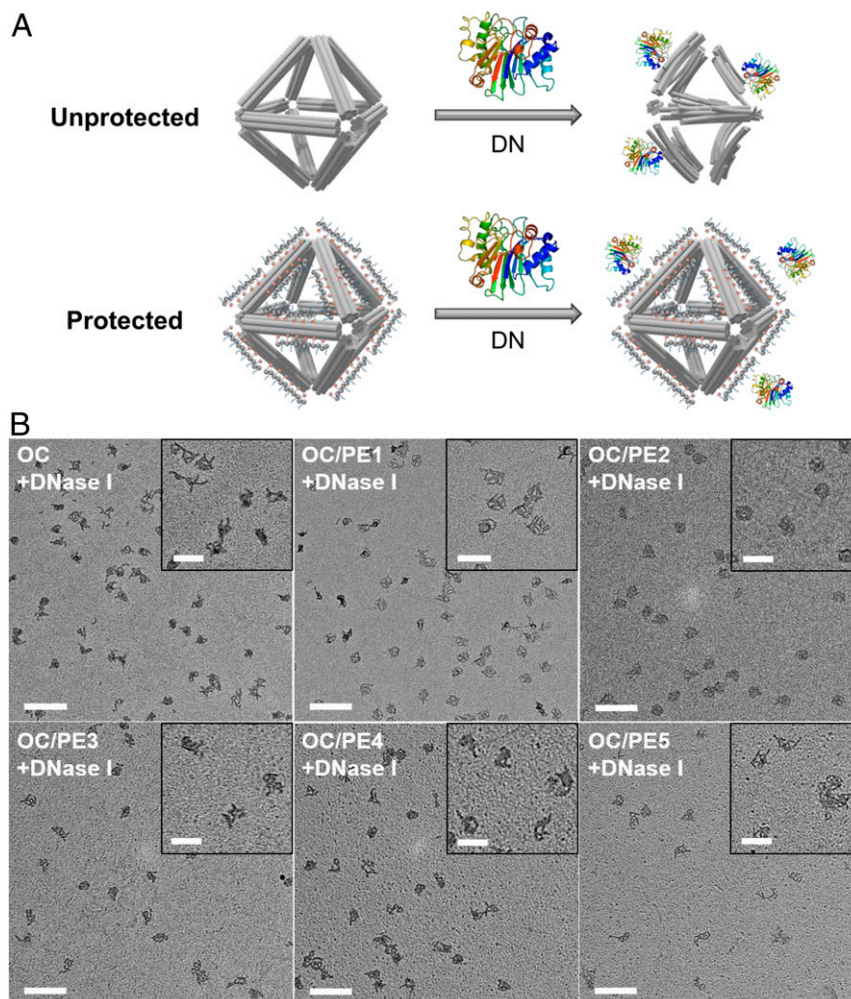 A
Unprotected
DN
Protected
DN
B
OC
+DNase I
OC/PE1
+DNase I
OC/PE2
+DNase I
OC/PE3
+DNase I
OC/PE4
+DNase I
OC/PE5
+DNase I